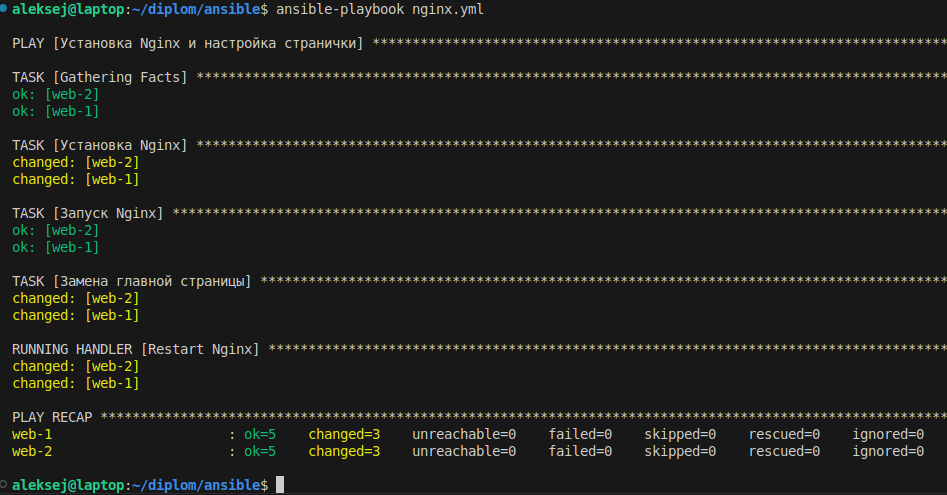 aleksej@laptop:~/diplom/ansible$ ansible-playbook nginx.yml
PLAY [Установка Nginx и настройка странички] ************************************************************************
TASK [Gathering Facts] **********************************************************************************************
ok: [web-2]
ok: [web-1]
TASK [Установка Nginx] **********************************************************************************************
changed: [web-2]
changed: [web-1]
TASK [Запуск Nginx] *************************************************************************************************
ok: [web-2]
ok: [web-1]
TASK [Замена главной страницы] **************************************************************************************
changed: [web-2]
changed: [web-1]
RUNNING HANDLER [Restart Nginx] *************************************************************************************
changed: [web-2]
changed: [web-1]
PLAY RECAP **********************************************************************************************************
web-1                      : ok=5    changed=3    unreachable=0    failed=0    skipped=0    rescued=0    ignored=0
web-2                      : ok=5    changed=3    unreachable=0    failed=0    skipped=0    rescued=0    ignored=0
aleksej@laptop:~/diplom/ansible$